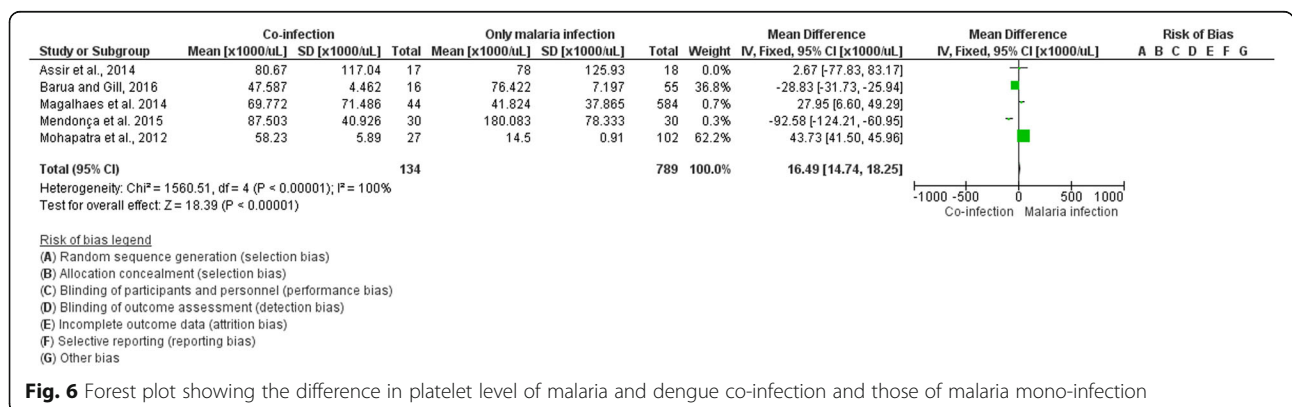 Co-infection Only malaria infection Mean Difference Mean Difference Risk of Bias
Study or Subgroup Mean [x1000/uL] SD [x1000/uL] Total Mean [x1000/uL] SD [x1000/uL] Total Weight IV, Fixed, 95% CI [x1000/uL] IV, Fixed, 95% CI [x1000/uL] A B C D E F G
Assir et al., 2014 80.67 117.04 17 78 125.93 18 0.0% 2.67 [-77.83, 83.17]
Barua and Gill, 2016 47.587 4.462 16 76.422 7.197 55 36.8% -28.83 [-31.73, -25.94]
Magalhaes et al. 2014 69.772 71.486 44 41.824 37.865 584 0.7% 27.95 [6.60, 49.29]
Mendonça et al. 2015 87.503 40.926 30 180.083 78.333 30 0.3% -92.58 [-124.21, -60.95]
Mohapatra et al., 2012 58.23 5.89 27 14.5 0.91 102 62.2% 43.73 [41.50, 45.96]
Total (95% CI) 134 789 100.0% 16.49 [14.74, 18.25]
Heterogeneity: Chi² = 1560.51, df = 4 (P < 0.00001); I² = 100%
Test for overall effect: Z = 18.39 (P < 0.00001)
-1000 -500 0 500 1000
Co-infection Malaria infection
Risk of bias legend
(A) Random sequence generation (selection bias)
(B) Allocation concealment (selection bias)
(C) Blinding of participants and personnel (performance bias)
(D) Blinding of outcome assessment (detection bias)
(E) Incomplete outcome data (attrition bias)
(F) Selective reporting (reporting bias)
(G) Other bias
Fig. 6 Forest plot showing the difference in platelet level of malaria and dengue co-infection and those of malaria mono-infection